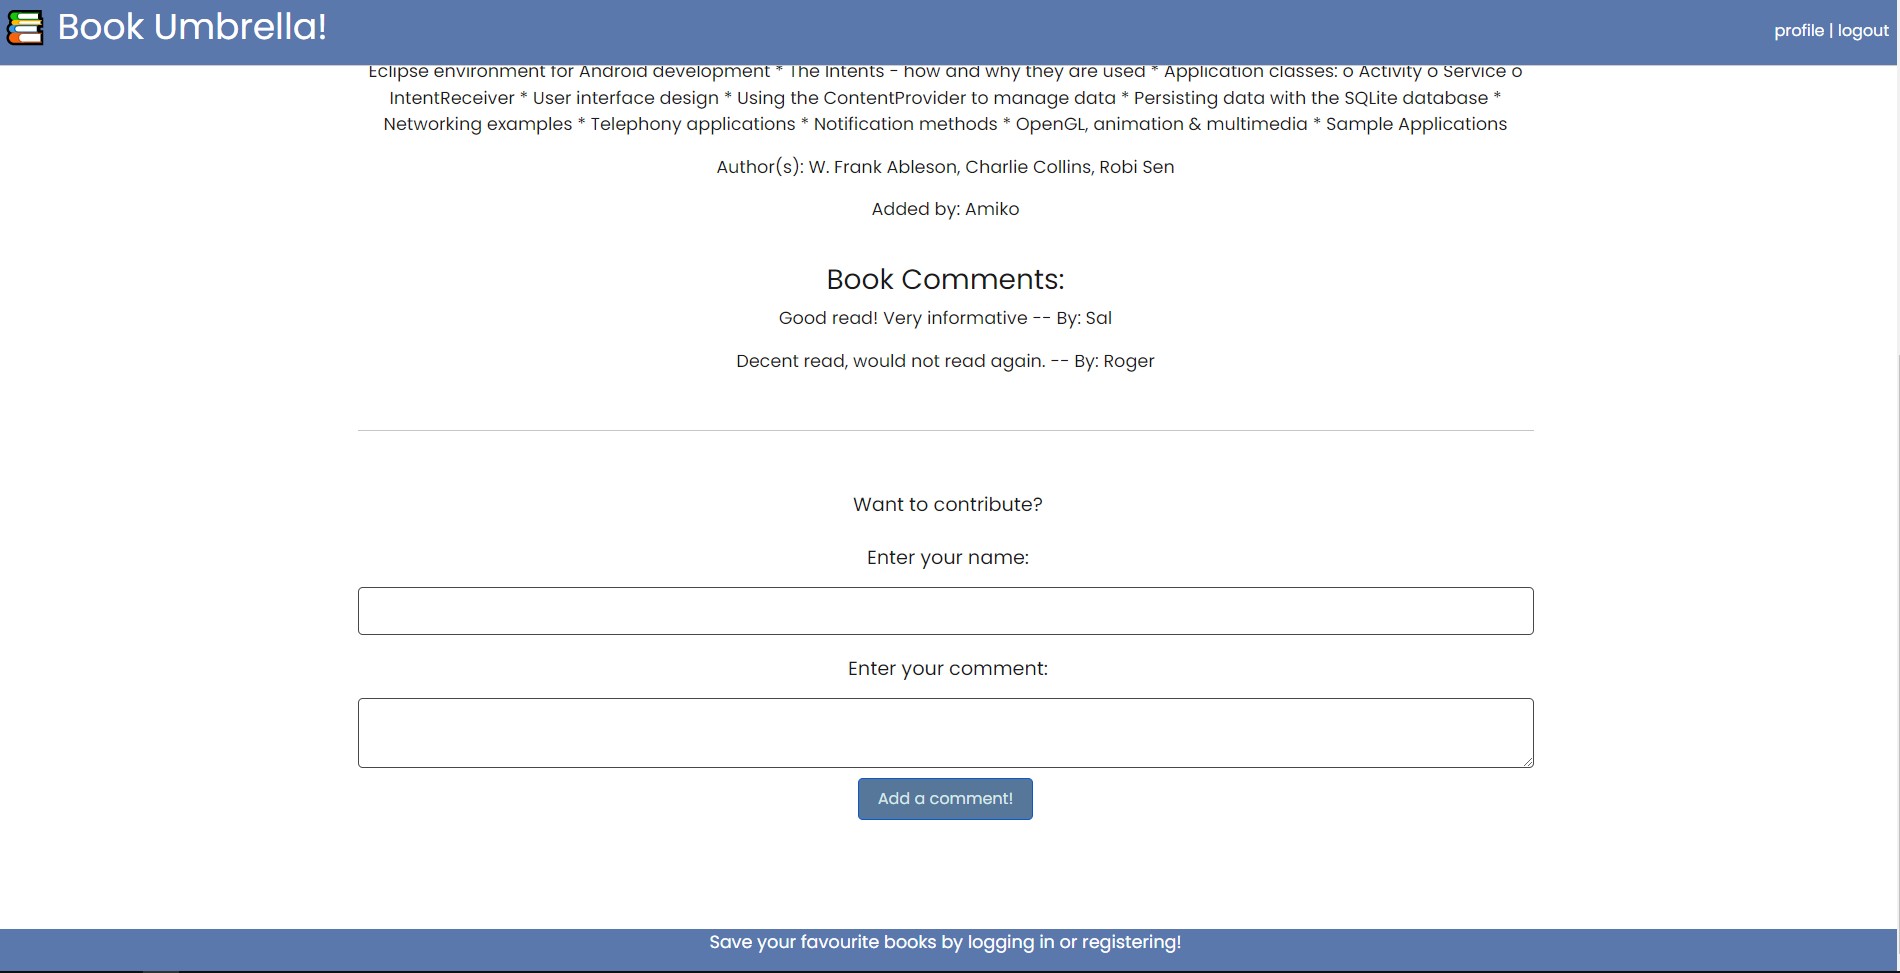 Book Umbrella!
profile | logout
Eclipse environment for Android development * The Intents - how and why they are used * Application classes: o Activity o Service o
IntentReceiver * User interface design * Using the ContentProvider to manage data * Persisting data with the SQLite database *
Networking examples * Telephony applications * Notification methods * OpenGL, animation & multimedia * Sample Applications
Author(s): W. Frank Ableson, Charlie Collins, Robi Sen
Added by: Amiko
Book Comments:
Good read! Very informative -- By: Sal
Decent read, would not read again. -- By: Roger
Want to contribute?
Enter your name:
Enter your comment:
Add a comment!
Save your favourite books by logging in or registering!